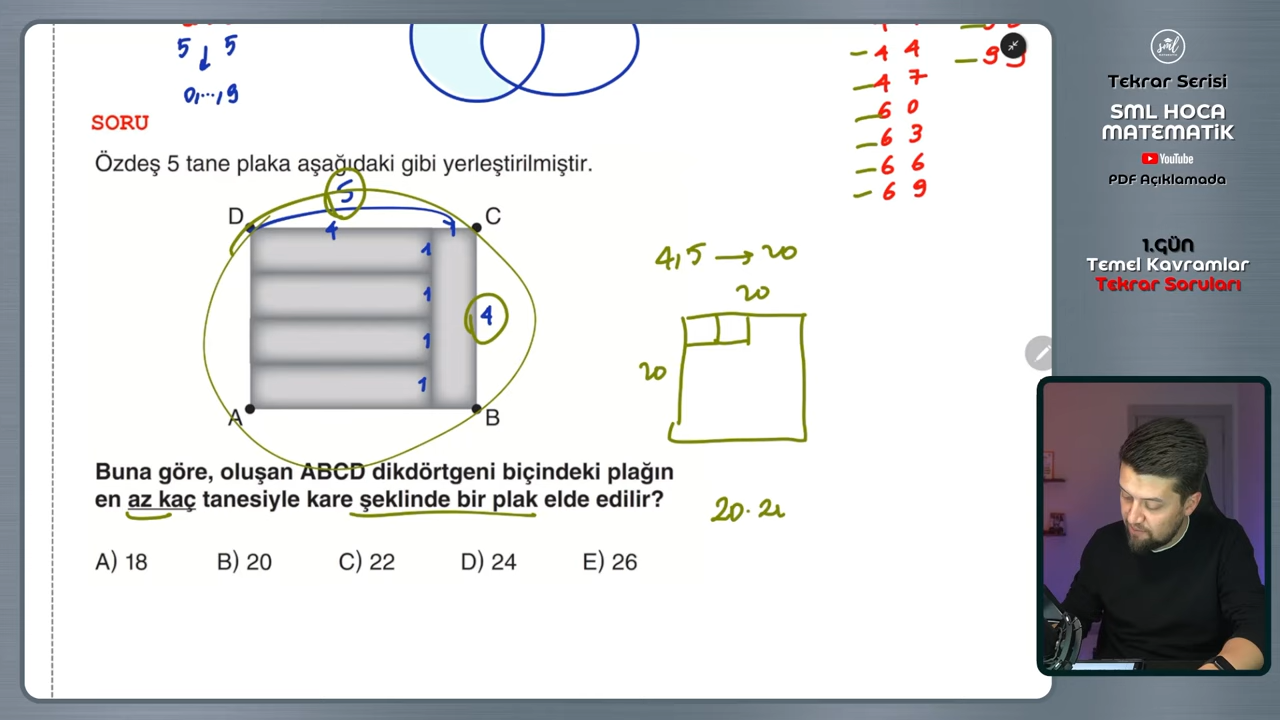 5 5
0,...,9
4 4
4 7
6 0
6 3
6 6
6 9
SORU
Özdeş 5 tane plaka aşağıdaki gibi yerleştirilmiştir.
5
D
C
4
1
1
1
1
1
4
A
B
4,5 → 20
20
20
Buna göre, oluşan ABCD dikdörtgeni biçindeki plağın
en az kaç tanesiyle kare şeklinde bir plak elde edilir?
20.20
A) 18
B) 20
C) 22
D) 24
E) 26
sml
Tekrar Serisi
SML HOCA
MATEMATİK
YouTube
PDF Açıklamada
1.GÜN
Temel Kavramlar
Tekrar Soruları